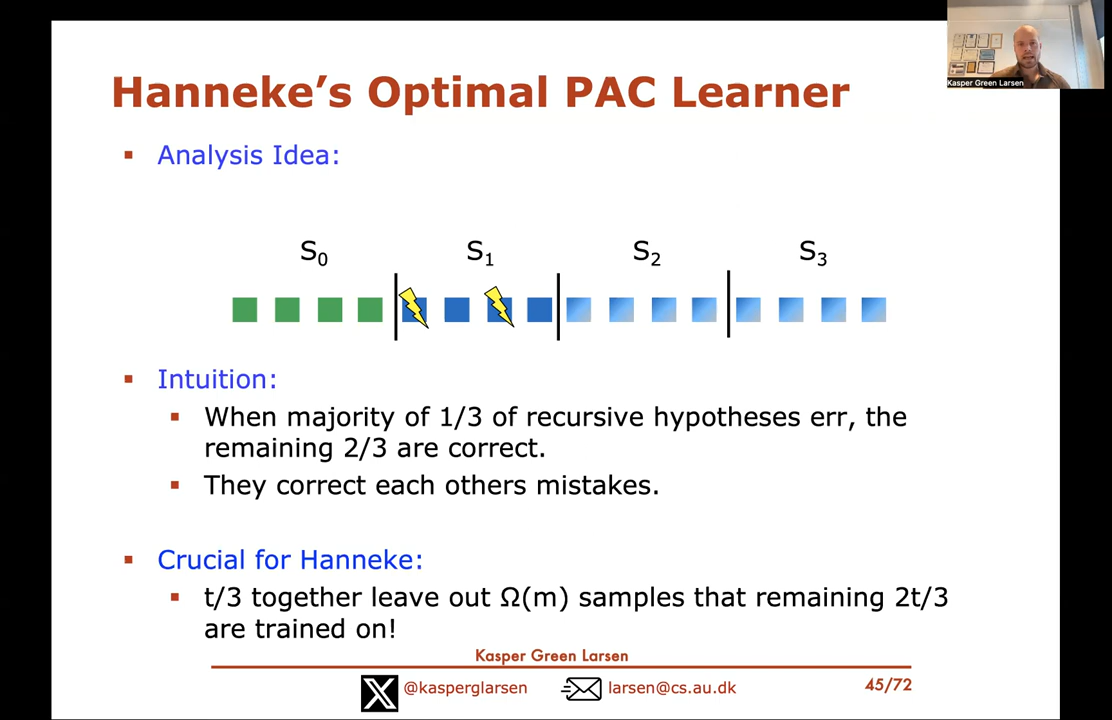 Kasper Green Larsen
Hanneke's Optimal PAC Learner
Analysis Idea:
S₀ S₁ S₂ S₃
Intuition:
When majority of 1/3 of recursive hypotheses err, the
remaining 2/3 are correct.
They correct each others mistakes.
Crucial for Hanneke:
t/3 together leave out Ω(m) samples that remaining 2t/3
are trained on!
Kasper Green Larsen
@kasperglarsen larsen@cs.au.dk 45/72